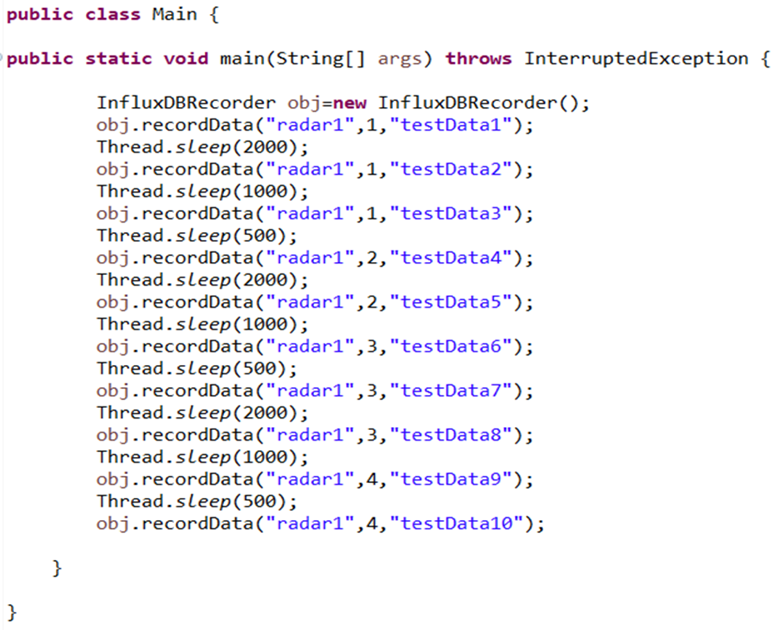 public class Main {
public static void main(String[] args) throws InterruptedException {
InfluxDBRecorder obj=new InfluxDBRecorder();
obj.recordData("radar1",1,"testData1");
Thread.sleep(2000);
obj.recordData("radar1",1,"testData2");
Thread.sleep(1000);
obj.recordData("radar1",1,"testData3");
Thread.sleep(500);
obj.recordData("radar1",2,"testData4");
Thread.sleep(2000);
obj.recordData("radar1",2,"testData5");
Thread.sleep(1000);
obj.recordData("radar1",3,"testData6");
Thread.sleep(500);
obj.recordData("radar1",3,"testData7");
Thread.sleep(2000);
obj.recordData("radar1",3,"testData8");
Thread.sleep(1000);
obj.recordData("radar1",4,"testData9");
Thread.sleep(500);
obj.recordData("radar1",4,"testData10");
}
}